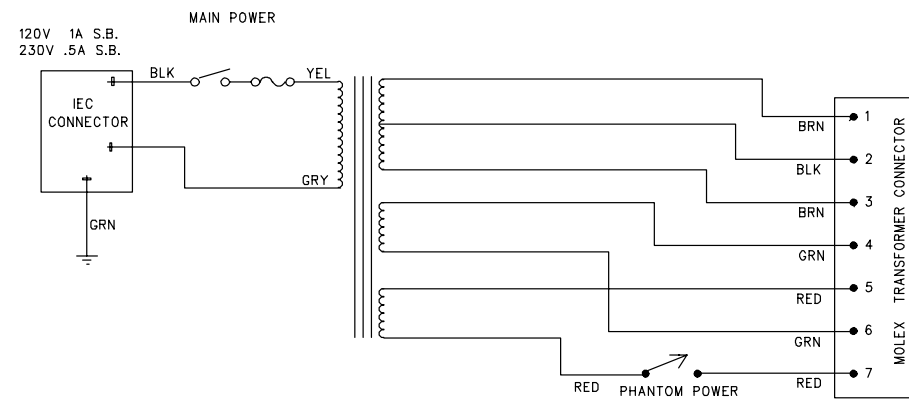 MAIN POWER
120V 1A S.B.
230V .5A S.B.
BLK
YEL
IEC
CONNECTOR
GRY
GRN
BRN
1
BLK
2
BRN
3
GRN
4
RED
5
GRN
6
RED
PHANTOM POWER
RED
7
MOLEX TRANSFORMER CONNECTOR